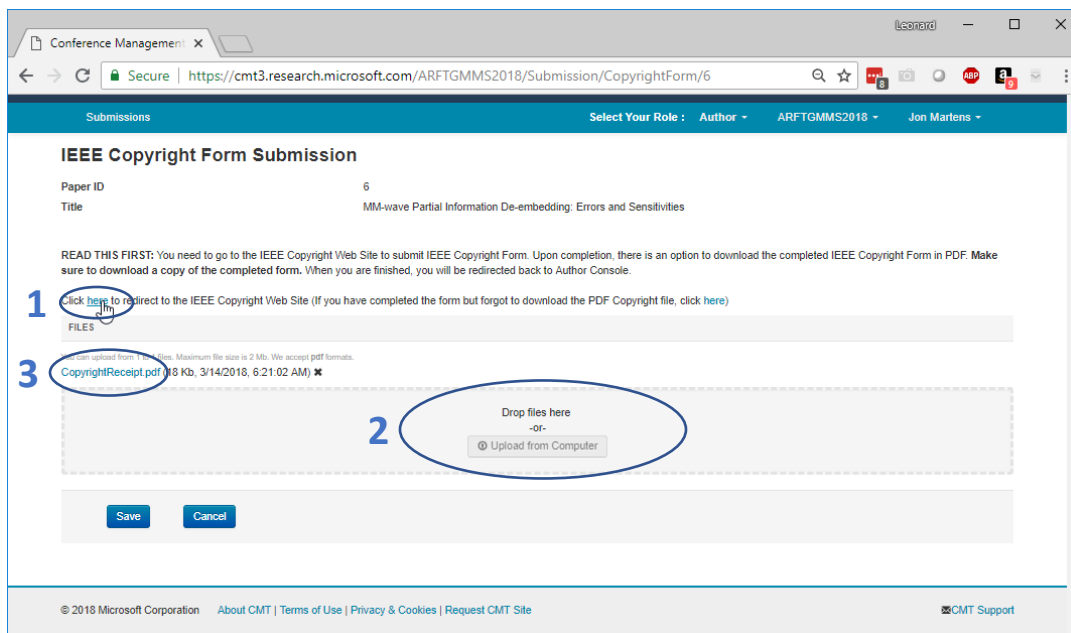 Leonard
Conference Management
Secure | https://cmt3.research.microsoft.com/ARFTGMMS2018/Submission/CopyrightForm/6
8
ABP
a
9
Submissions
Select Your Role : Author
ARFTGMMS2018
Jon Martens
IEEE Copyright Form Submission
Paper ID
6
Title
MM-wave Partial Information De-embedding: Errors and Sensitivities
READ THIS FIRST: You need to go to the IEEE Copyright Web Site to submit IEEE Copyright Form. Upon completion, there is an option to download the completed IEEE Copyright Form in PDF. Make
sure to download a copy of the completed form. When you are finished, you will be redirected back to Author Console.
1
Click here to redirect to the IEEE Copyright Web Site (If you have completed the form but forgot to download the PDF Copyright file, click here)
FILES
You can upload from 1 to files. Maximum file size is 2 Mb. We accept pdf formats.
3
CopyrightReceipt.pdf (18 Kb, 3/14/2018, 6:21:02 AM) ✖
2
Drop files here
-or-
Upload from Computer
Save
Cancel
© 2018 Microsoft Corporation
About CMT | Terms of Use | Privacy & Cookies | Request CMT Site
CMT Support